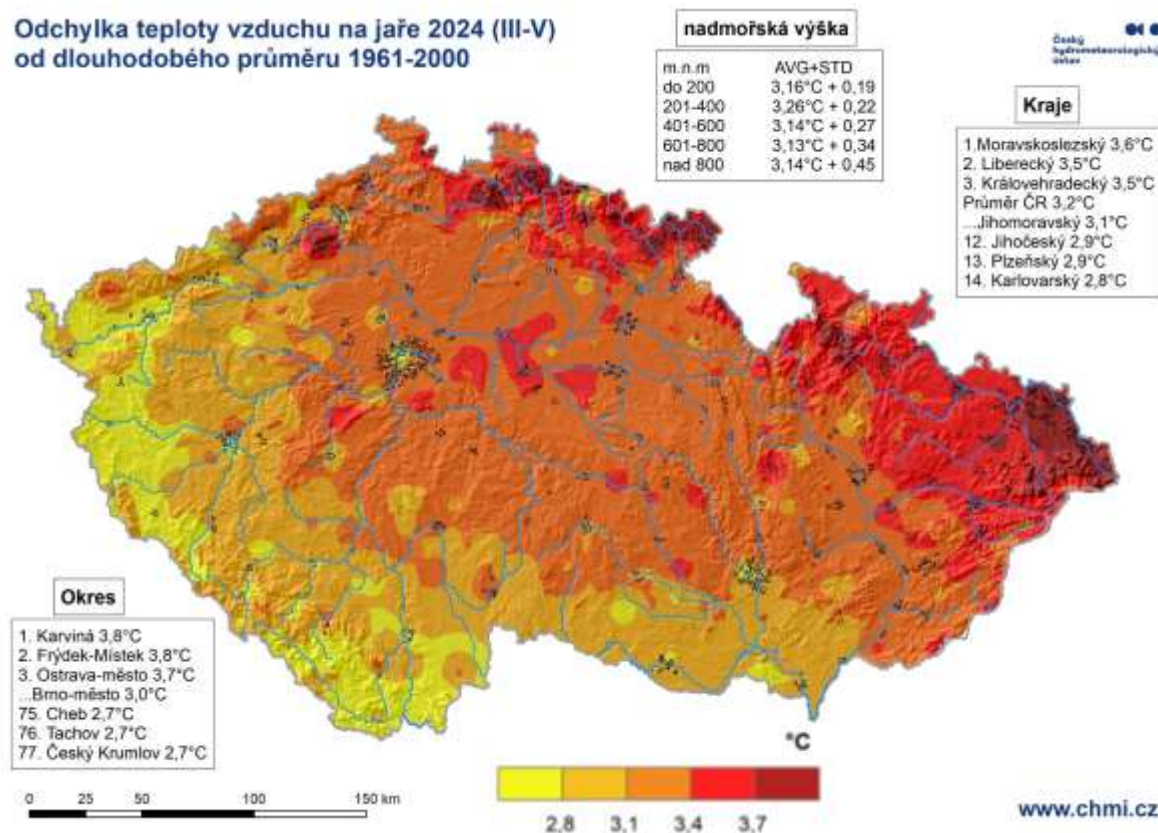 Odchylka teploty vzduchu na jaře 2024 (III-V)
od dlouhodobého průměru 1961-2000
nadmořská výška
m.n.m AVG+STD
do 200 3,16°C + 0,19
201-400 3,26°C + 0,22
401-600 3,14°C + 0,27
601-800 3,13°C + 0,34
nad 800 3,14°C + 0,45
Český
hydrometeorologický
ústav
Kraje
1.Moravskoslezský 3,6°C
2. Liberecký 3,5°C
3. Královehradecký 3,5°C
Průměr ČR 3,2°C
...Jihomoravský 3,1°C
12. Jihočeský 2,9°C
13. Plzeňský 2,9°C
14. Karlovarský 2,8°C
Okres
1. Karviná 3,8°C
2. Frýdek-Místek 3,8°C
3. Ostrava-město 3,7°C
...Brno-město 3,0°C
75. Cheb 2,7°C
76. Tachov 2,7°C
77. Český Krumlov 2,7°C
°C
2,8 3,1 3,4 3,7
0 25 50 100 150 km
www.chmi.cz